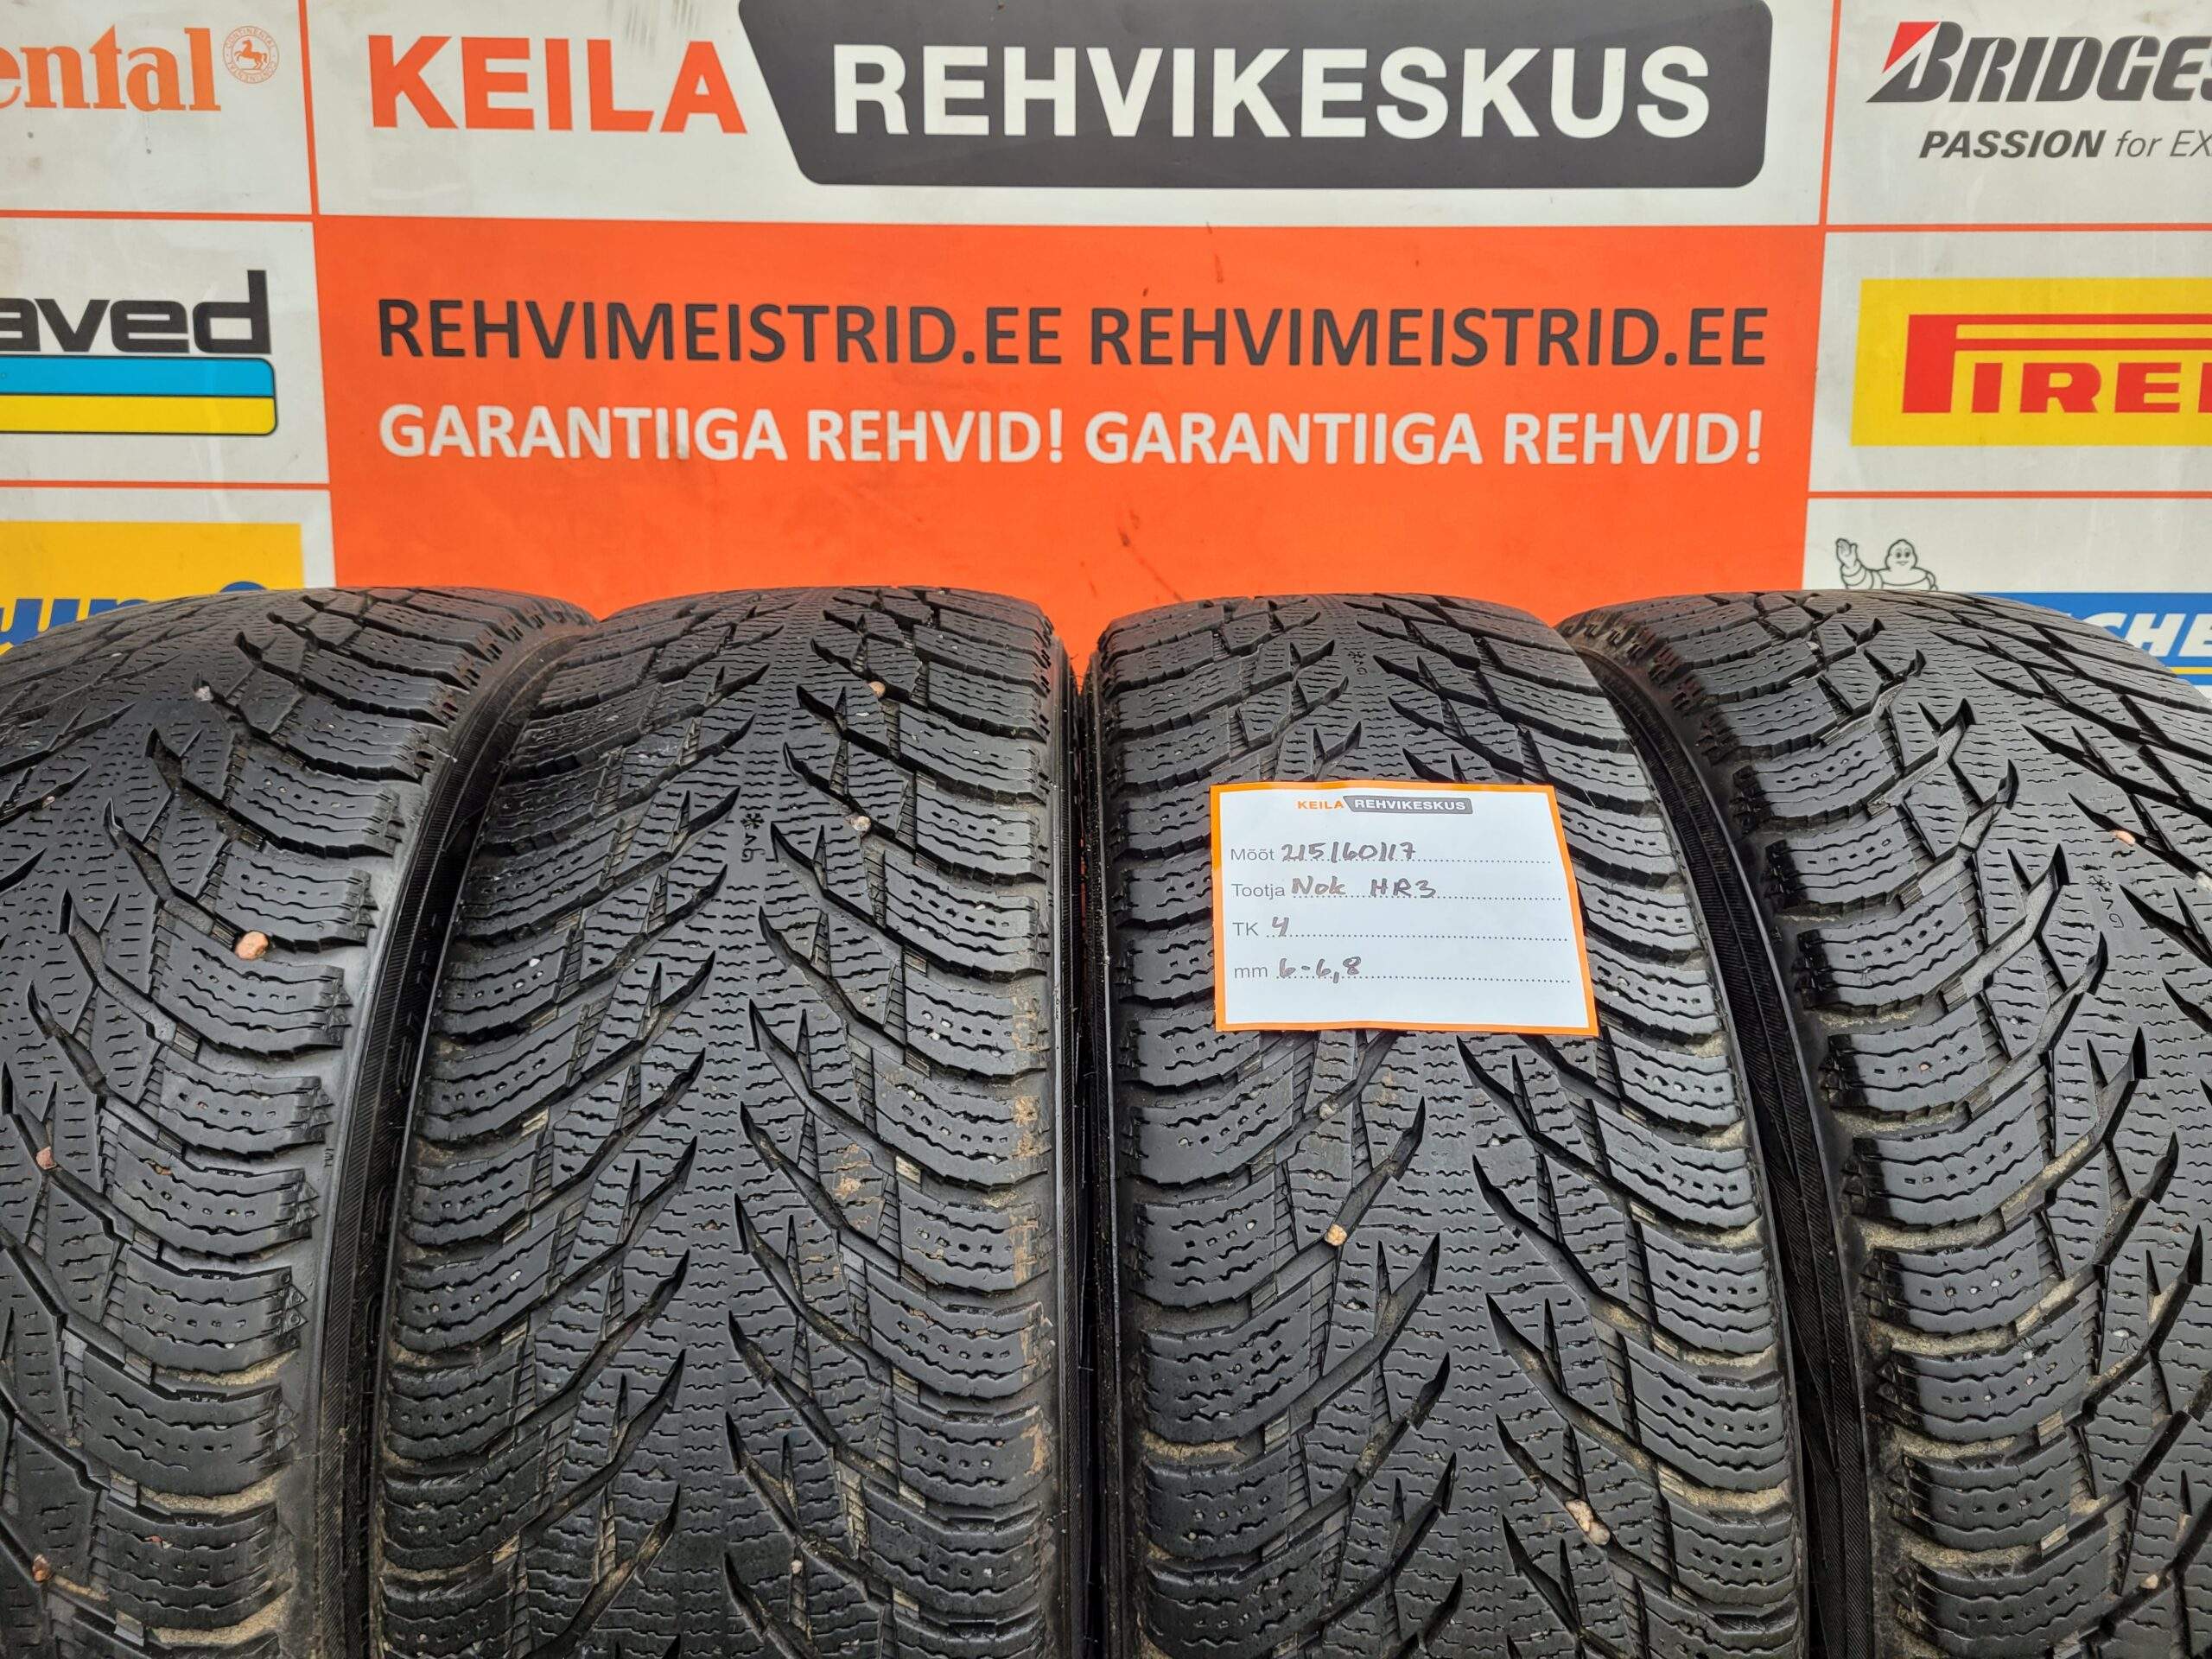 ental
KEILA REHVIKESKUS
BRIDGES
PASSION for EX
aved
REHVIMEISTRID.EE REHVIMEISTRID.EE
GARANTIIGA REHVID! GARANTIIGA REHVID!
PIREL
CHE
KEILA REHVIKESKUS
Mõõt 215/60/17
Tootja Nok HR3
TK 4
mm 6-6,8